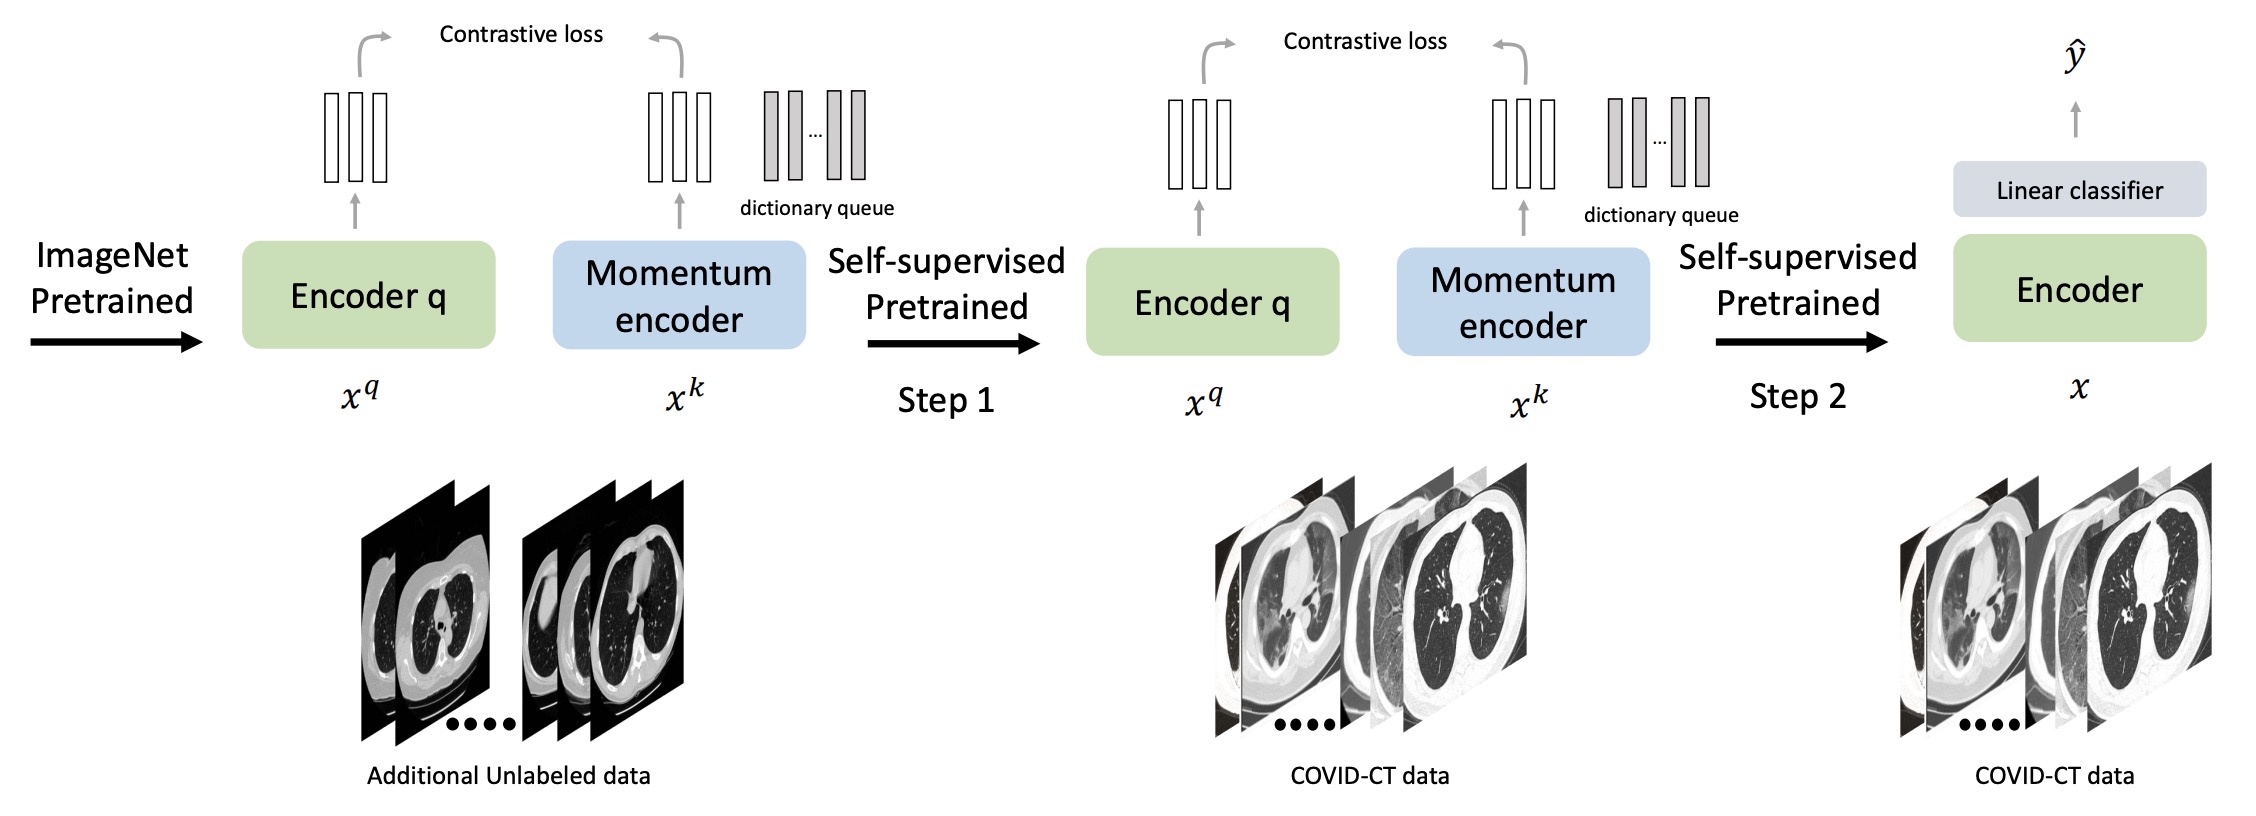 Contrastive loss
...
dictionary queue
ImageNet
Pretrained
Encoder q
Momentum
encoder
x^q
x^k
Additional Unlabeled data
Self-supervised
Pretrained
Step 1
Contrastive loss
...
dictionary queue
Encoder q
Momentum
encoder
x^q
x^k
COVID-CT data
Self-supervised
Pretrained
Step 2
ŷ
Linear classifier
Encoder
x
COVID-CT data